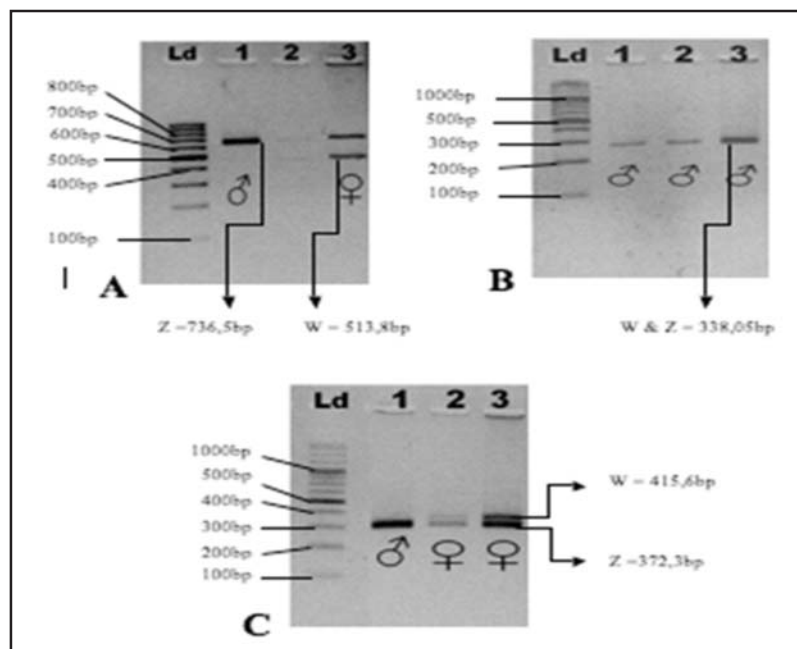 Ld 1 2 3
800bp
700bp
600bp
500bp
400bp
100bp
♂ ♀
A
Z =736,5bp W = 513,8bp
Ld 1 2 3
1000bp
500bp
300bp
200bp
100bp
♂ ♂ ♂
B
W & Z = 338,05bp
Ld 1 2 3
1000bp
500bp
400bp
300bp
200bp
100bp
♂ ♀ ♀
C
W = 415,6bp
Z =372,3bp